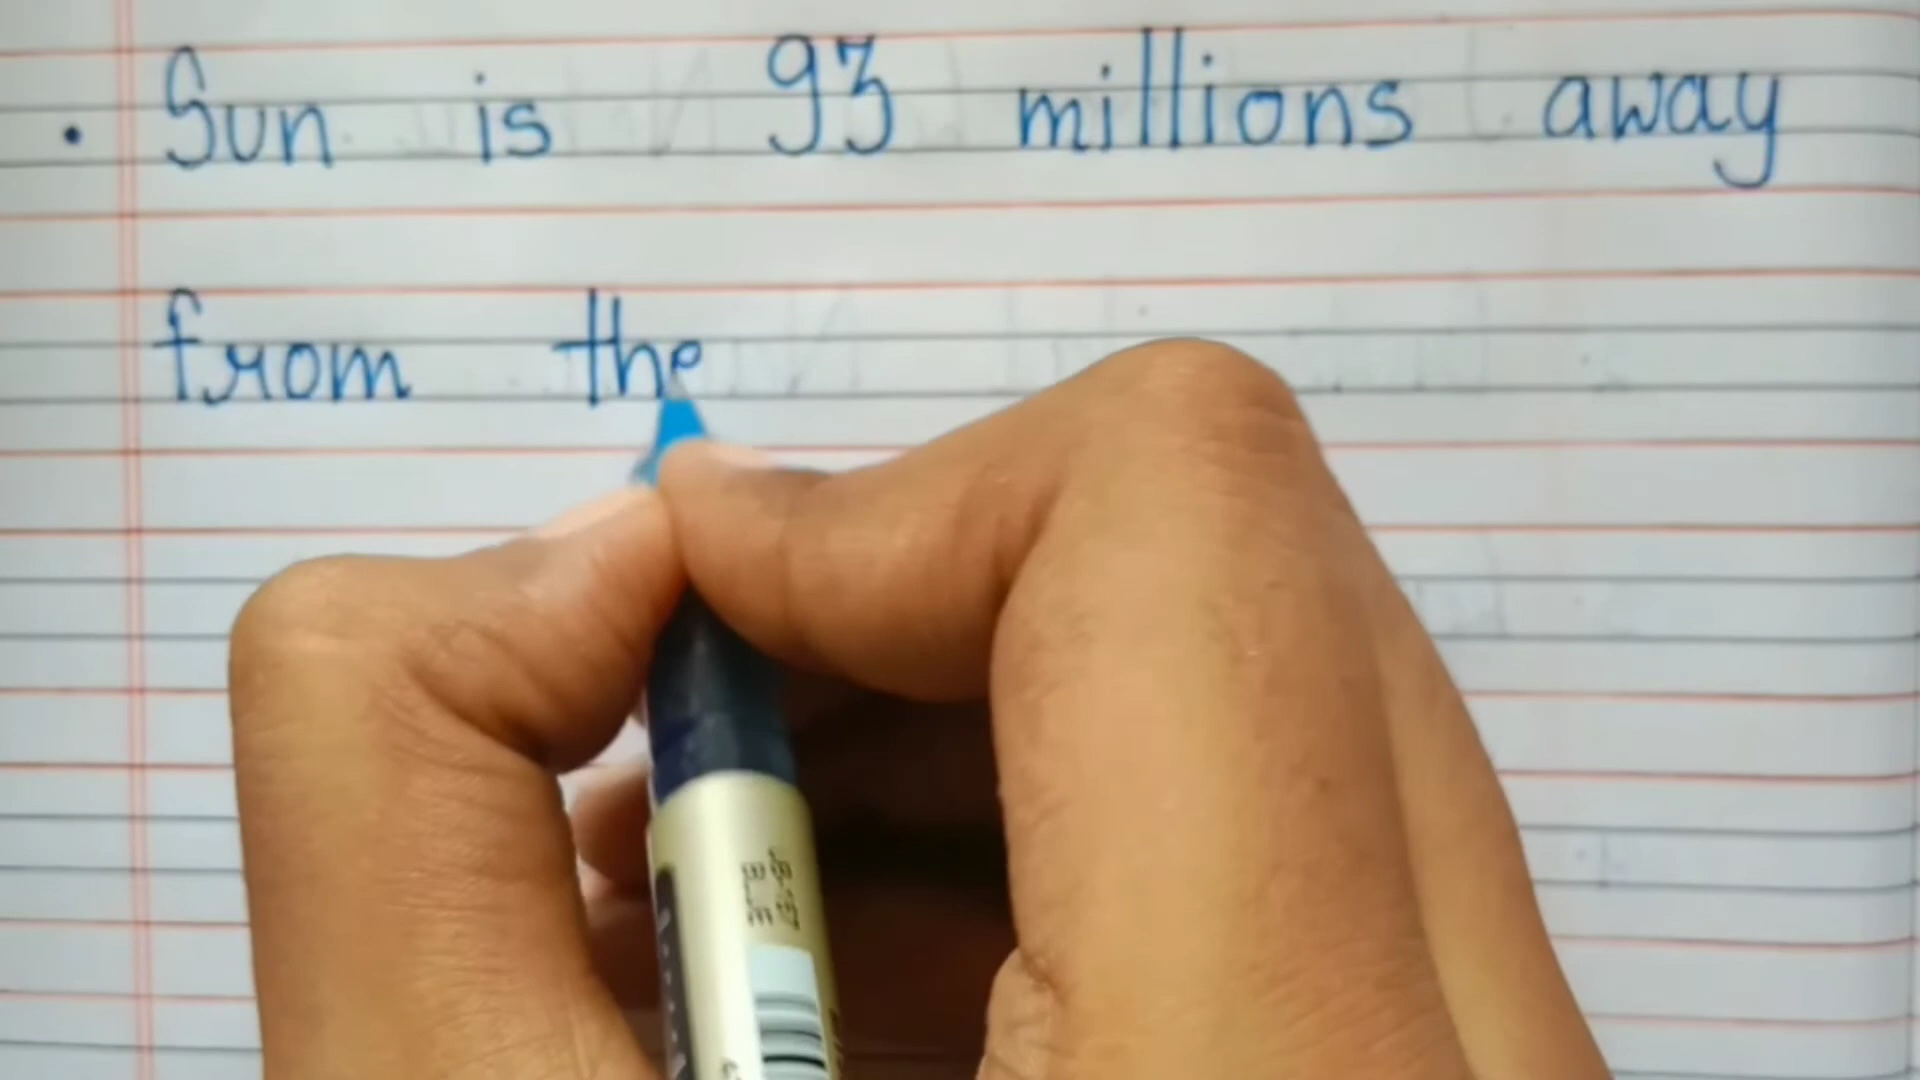 • Sun is 93 millions away
from the